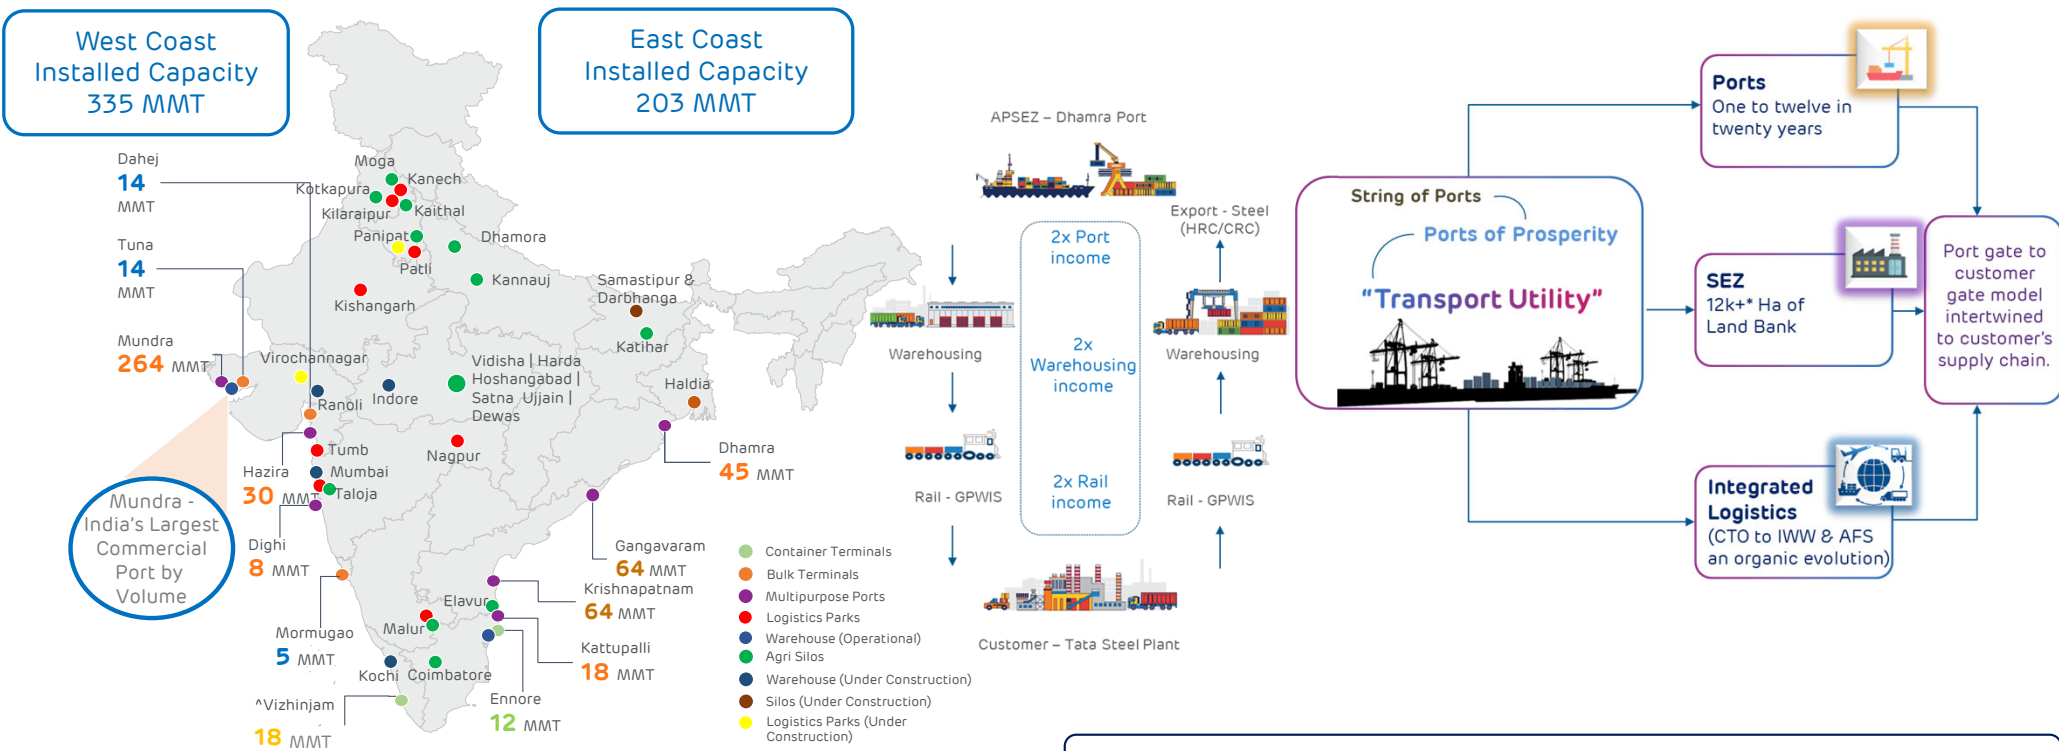 West Coast
Installed Capacity
335 MMT
East Coast
Installed Capacity
203 MMT
Dahej
14
MMT
Tuna
14
MMT
Mundra
264 MMT
Moga
Kanech
Kotkapura
Kilaraipur
Kaithal
Panipat
Dhamora
Patli
Kannauj
Kishangarh
Samastipur &
Darbhanga
Katihar
Virochannagar
Ranoli
Indore
Vidisha | Harda
Hoshangabad |
Satna Ujjain |
Dewas
Haldia
Tumb
Nagpur
Mumbai
Taloja
Hazira
30 MMT
Dhamra
45 MMT
Mundra -
India's Largest
Commercial
Port by
Volume
Dighi
8 MMT
Gangavaram
64 MMT
Krishnapatnam
64 MMT
Elavur
Malur
Mormugao
5 MMT
Kattupalli
18 MMT
Kochi
Coimbatore
Ennore
12 MMT
^Vizhinjam
18 MMT
Container Terminals
Bulk Terminals
Multipurpose Ports
Logistics Parks
Warehouse (Operational)
Agri Silos
Warehouse (Under Construction)
Silos (Under Construction)
Logistics Parks (Under
Construction)
APSEZ – Dhamra Port
Export - Steel
(HRC/CRC)
2x Port
income
Warehousing
2x
Warehousing
income
Warehousing
Rail - GPWIS
2x Rail
income
Rail - GPWIS
Customer – Tata Steel Plant
String of Ports
Ports of Prosperity
“Transport Utility”
Ports
One to twelve in
twenty years
SEZ
12k+* Ha of
Land Bank
Integrated
Logistics
(CTO to IWW & AFS
an organic evolution)
Port gate to
customer
gate model
intertwined
to customer’s
supply chain.